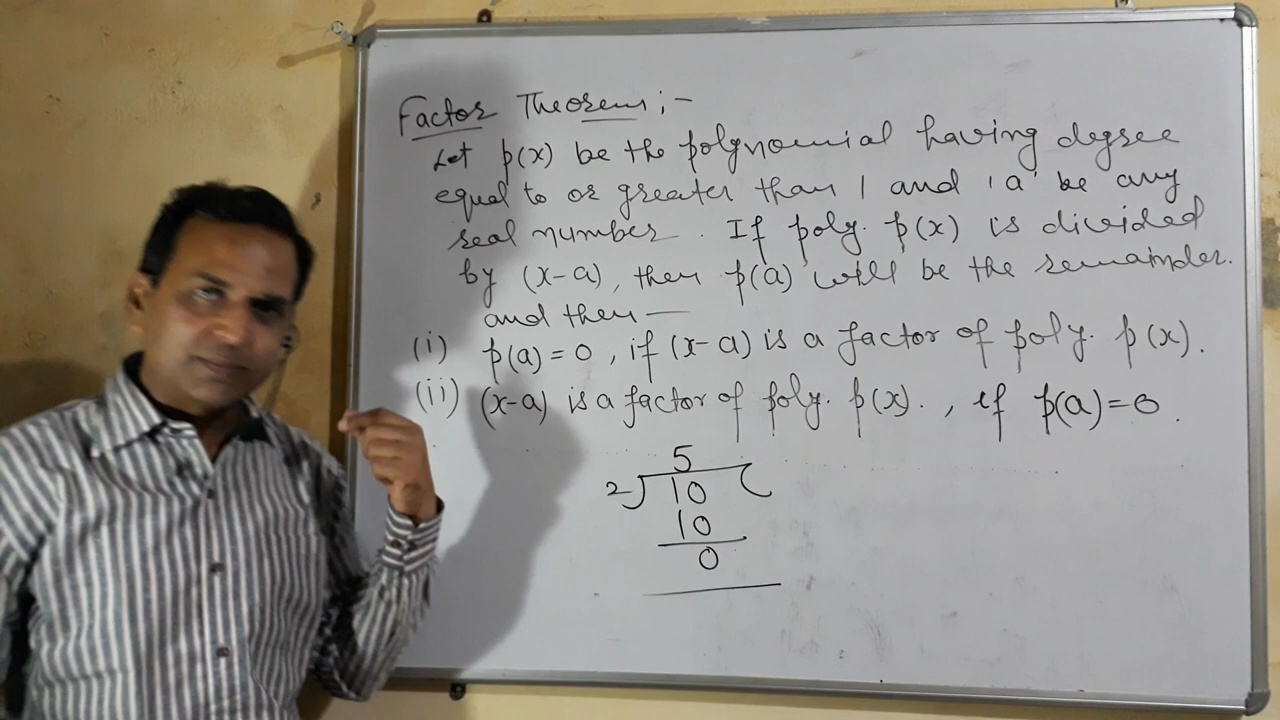 Factor Theorem ;-
Let p(x) be the polynomial having degree
equal to or greater than 1 and 'a' be any
real number. If poly. p(x) is divided
by (x-a), then p(a) will be the remainder.
and then —
(i) p(a) = 0, if (x-a) is a factor of poly. p(x).
(ii) (x-a) is a factor of poly. p(x). , if p(a)=0.
5
2) 10 (
10
0